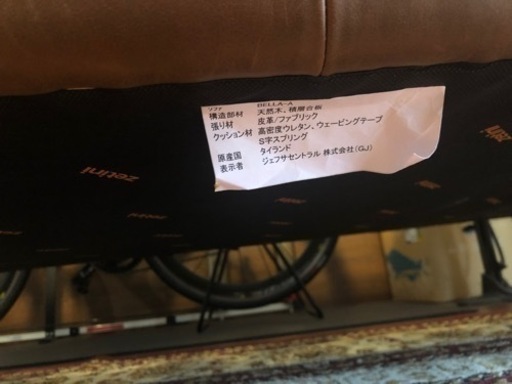 ソファ BELLA-X
構造部材 天然木、積層合板
張り材 皮革/ファブリック
クッション材 高密度ウレタン、ウェービングテープ
S字スプリング
原産国 タイランド
表示者 ジェフサセントラル 株式会社(GJ)
zetini